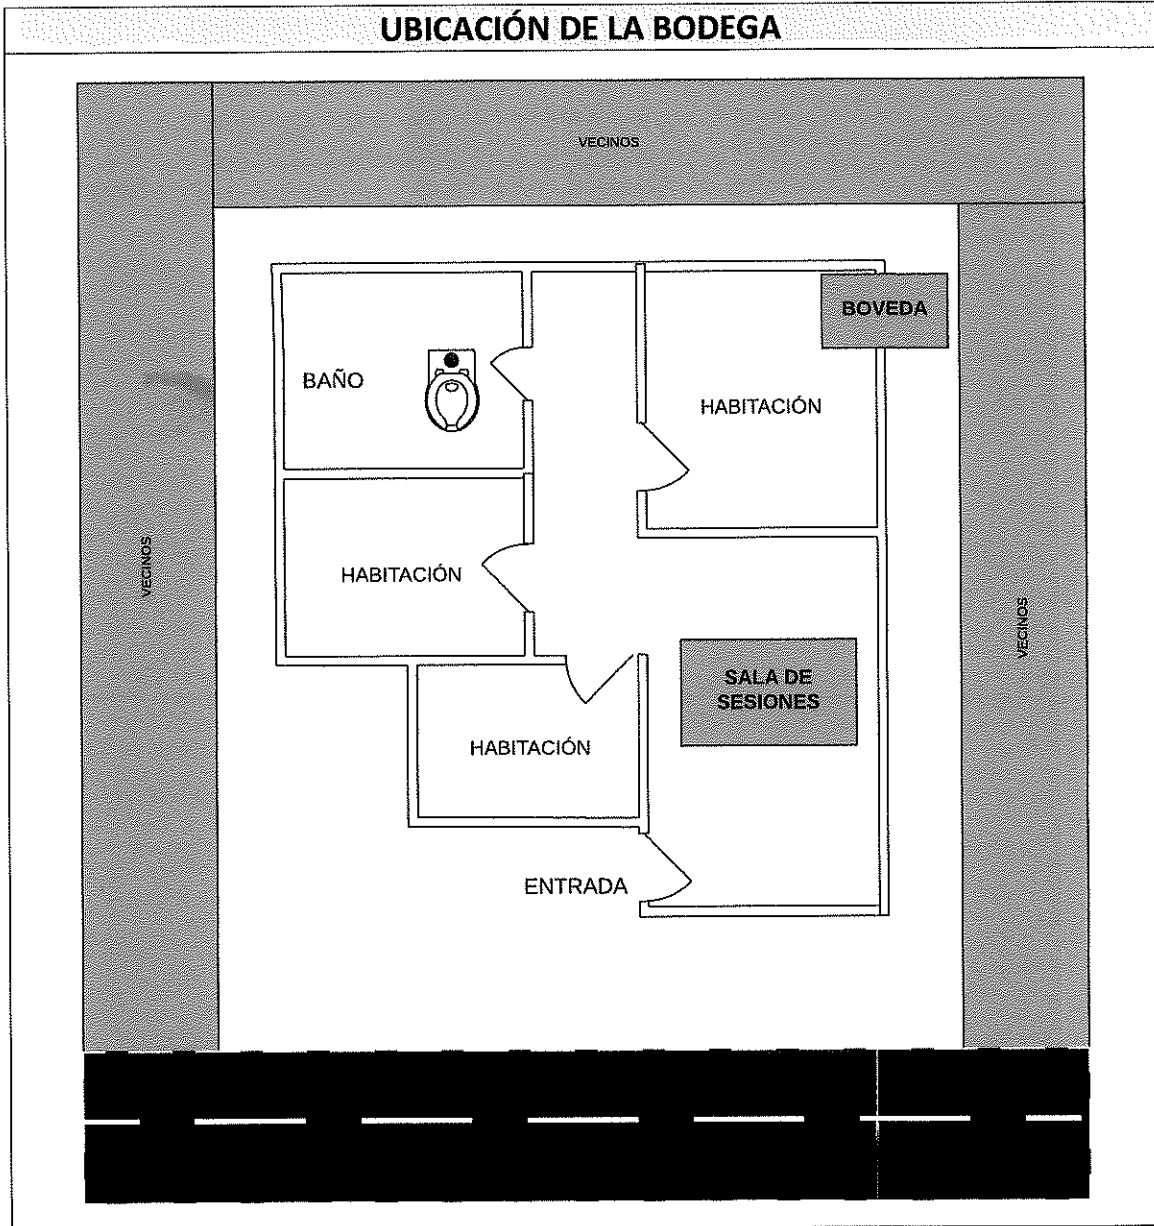 UBICACIÓN DE LA BODEGA
VECINOS
BOVEDA
BAÑO
HABITACIÓN
VECINOS
HABITACIÓN
VECINOS
SALA DE
SESIONES
HABITACIÓN
ENTRADA